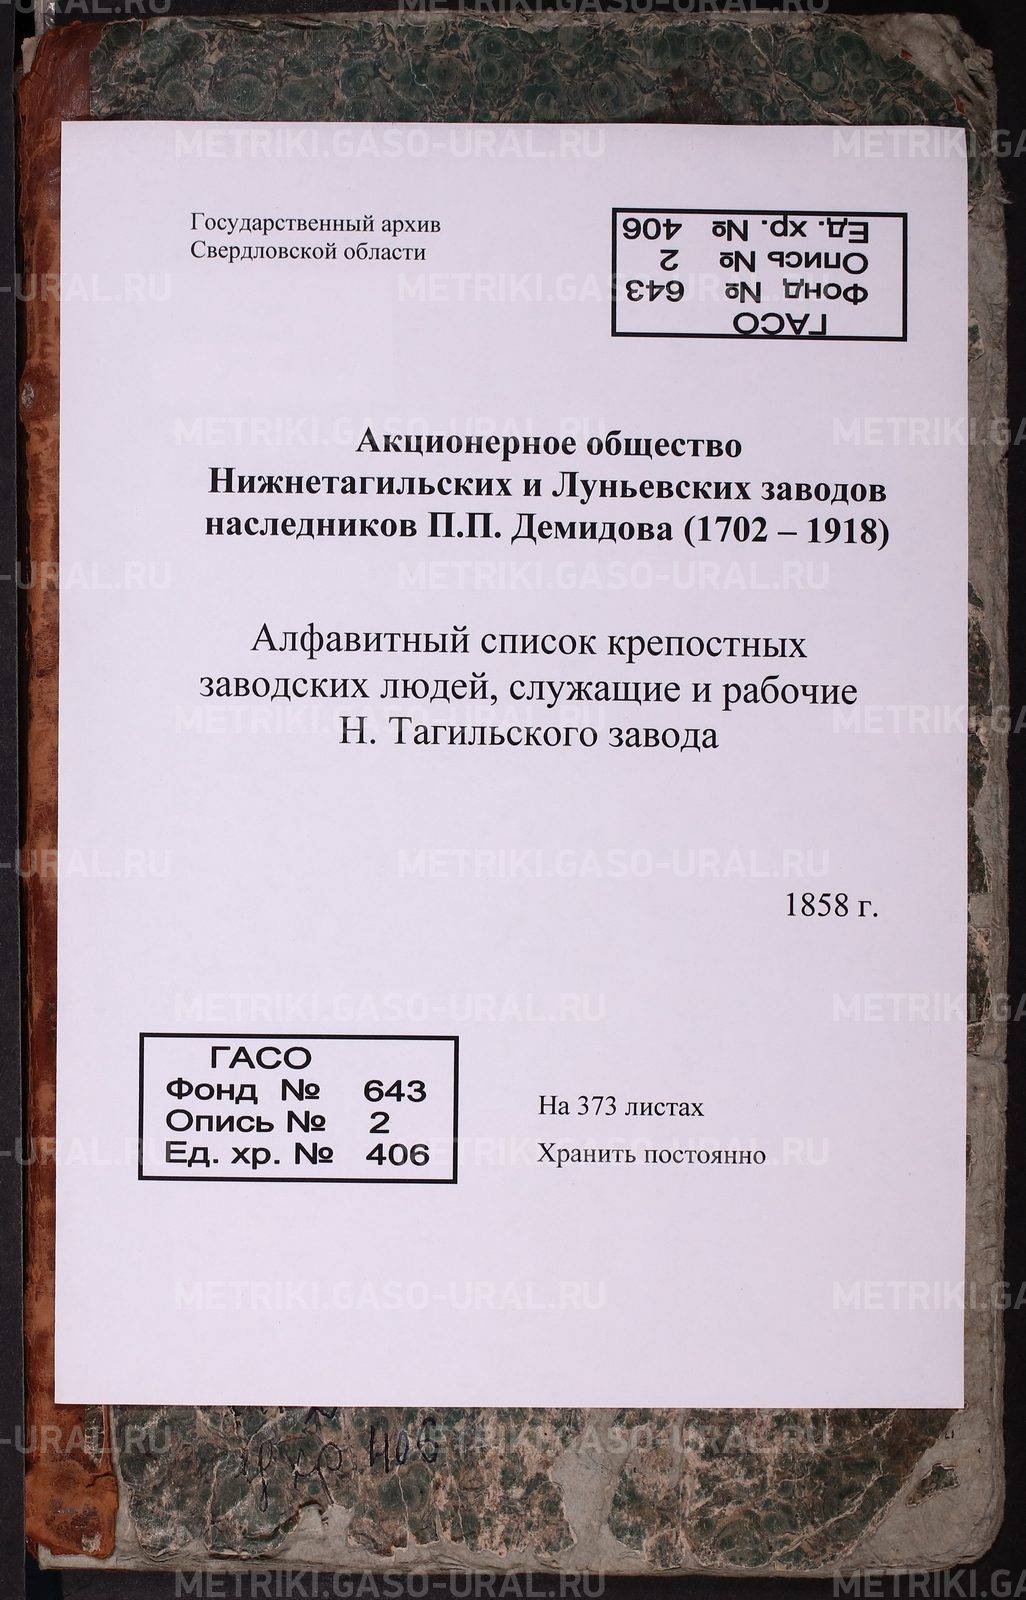 Государственный архив
Свердловской области
ГАСО
Фонд № 643
Опись № 2
Ед. хр. № 406
Акционерное общество
Нижнетагильских и Луньевских заводов
наследников П.П. Демидова (1702 – 1918)
Алфавитный список крепостных
заводских людей, служащие и рабочие
Н. Тагильского завода
1858 г.
ГАСО
Фонд № 643
Опись № 2
Ед. хр. № 406
На 373 листах
Хранить постоянно
406
METRIKI.GASO-URAL.RU